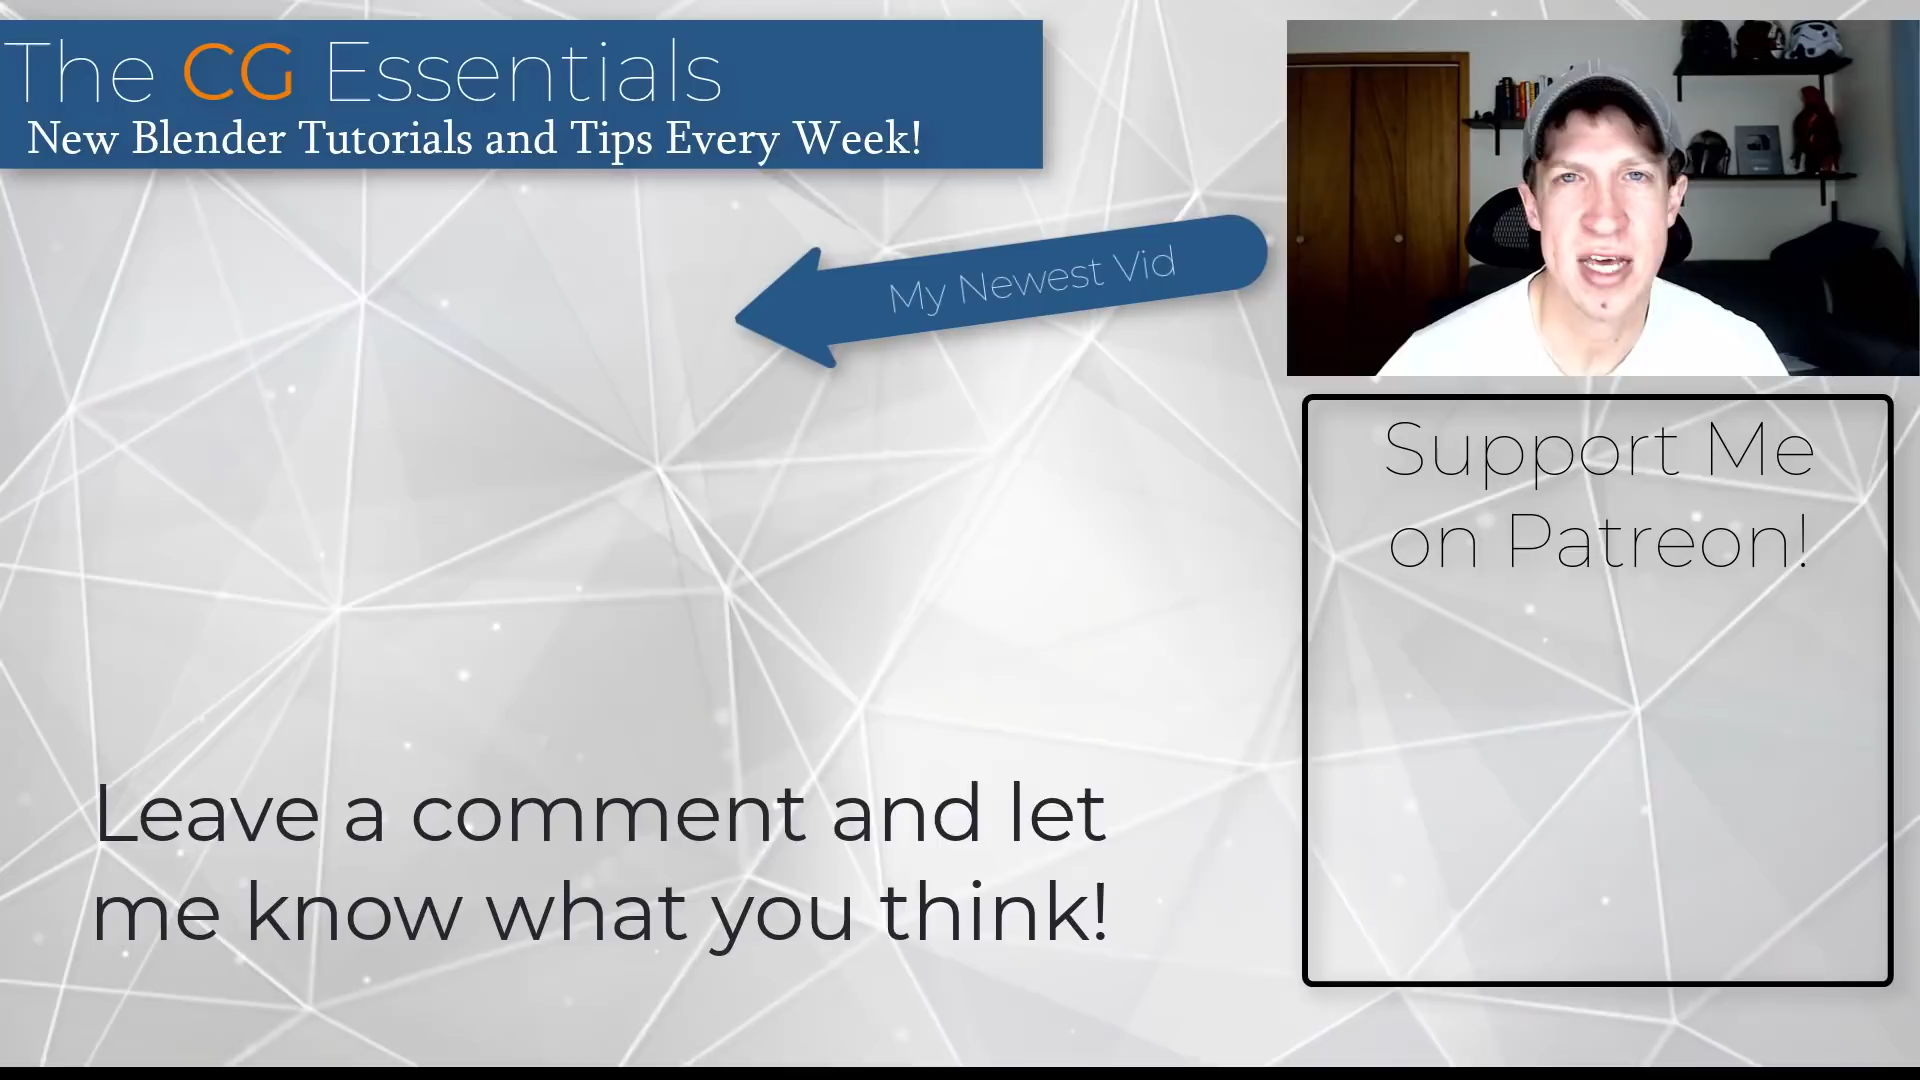 The CG Essentials
New Blender Tutorials and Tips Every Week!
My Newest Vid
Support Me
on Patreon!
Leave a comment and let
me know what you think!